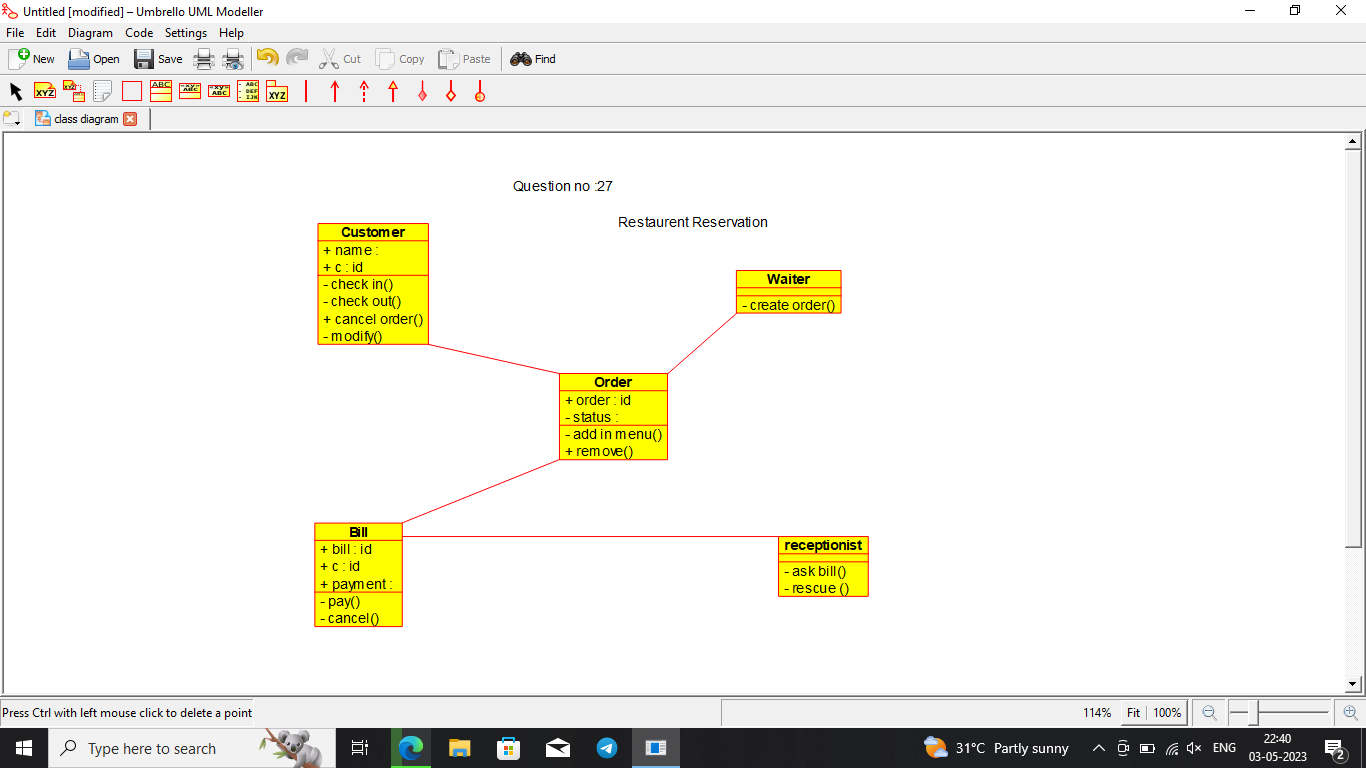 Untitled [modified] – Umbrello UML Modeller
File Edit Diagram Code Settings Help
New Open Save Cut Copy Paste Find
XYZ XYZ ABC -xy= ABC -xy= ABC - ABC - DEF - IJK XYZ
class diagram
Question no :27
Restaurent Reservation
Customer
+ name :
+ c : id
- check in()
- check out()
+ cancel order()
- modify()
Waiter
- create order()
Order
+ order : id
- status :
- add in menu()
+ remove()
Bill
+ bill : id
+ c : id
+ payment :
- pay()
- cancel()
receptionist
- ask bill()
- rescue ()
Press Ctrl with left mouse click to delete a point
114% Fit 100%
Type here to search
31°C Partly sunny
ENG
22:40
03-05-2023
2